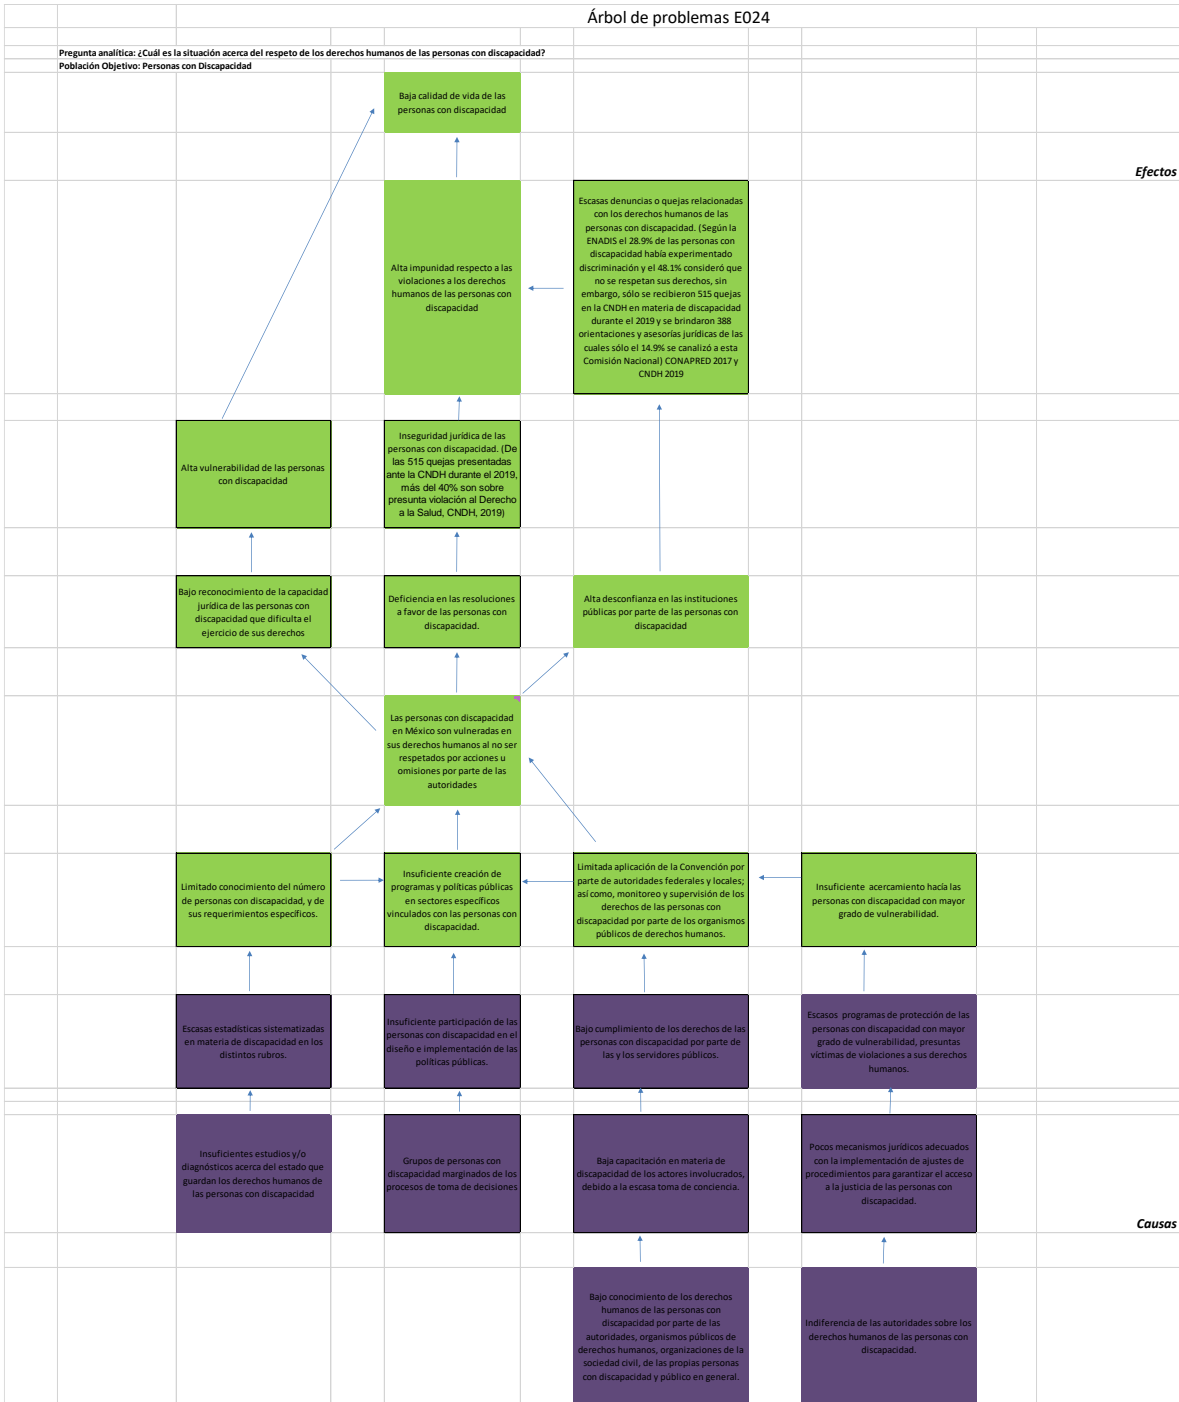 Árbol de problemas E024
Pregunta analítica: ¿Cuál es la situación acerca del respeto de los derechos humanos de las personas con discapacidad?
Población Objetivo: Personas con Discapacidad
Baja calidad de vida de las
personas con discapacidad
Efectos
Alta impunidad respecto a las
violaciones a los derechos
humanos de las personas con
discapacidad
Escasas denuncias o quejas relacionadas
con los derechos humanos de las
personas con discapacidad. (Según la
ENADIS el 28.9% de las personas con
discapacidad había experimentado
discriminación y el 48.1% consideró que
no se respetan sus derechos, sin
embargo, sólo se recibieron 515 quejas
en la CNDH en materia de discapacidad
durante el 2019 y se brindaron 388
orientaciones y asesorías jurídicas de las
cuales sólo el 14.9% se canalizó a esta
Comisión Nacional) CONAPRED 2017 y
CNDH 2019
Alta vulnerabilidad de las personas
con discapacidad
Inseguridad jurídica de las
personas con discapacidad. (De
las 515 quejas presentadas
ante la CNDH durante el 2019,
más del 40% son sobre
presunta violación al Derecho
a la Salud, CNDH, 2019)
Bajo reconocimiento de la capacidad
jurídica de las personas con
discapacidad que dificulta el
ejercicio de sus derechos
Deficiencia en las resoluciones
a favor de las personas con
discapacidad.
Alta desconfianza en las instituciones
públicas por parte de las personas con
discapacidad
Las personas con discapacidad
en México son vulneradas en
sus derechos humanos al no ser
respetados por acciones u
omisiones por parte de las
autoridades
Limitado conocimiento del número
de personas con discapacidad, y de
sus requerimientos específicos.
Insuficiente creación de
programas y políticas públicas
en sectores específicos
vinculados con las personas con
discapacidad.
Limitada aplicación de la Convención por
parte de autoridades federales y locales;
así como, monitoreo y supervisión de los
derechos de las personas con
discapacidad por parte de los organismos
públicos de derechos humanos.
Insuficiente acercamiento hacía las
personas con discapacidad con mayor
grado de vulnerabilidad.
Escasas estadísticas sistematizadas
en materia de discapacidad en los
distintos rubros.
Insuficiente participación de las
personas con discapacidad en el
diseño e implementación de las
políticas públicas.
Bajo cumplimiento de los derechos de las
personas con discapacidad por parte de
las y los servidores públicos.
Escasos programas de protección de las
personas con discapacidad con mayor
grado de vulnerabilidad, presuntas
víctimas de violaciones a sus derechos
humanos.
Insuficientes estudios y/o
diagnósticos acerca del estado que
guardan los derechos humanos de
las personas con discapacidad
Grupos de personas con
discapacidad marginados de los
procesos de toma de decisiones
Baja capacitación en materia de
discapacidad de los actores involucrados,
debido a la escasa toma de conciencia.
Pocos mecanismos jurídicos adecuados
con la implementación de ajustes de
procedimientos para garantizar el acceso
a la justicia de las personas con
discapacidad.
Causas
Bajo conocimiento de los derechos
humanos de las personas con
discapacidad por parte de las
autoridades, organismos públicos de
derechos humanos, organizaciones de la
sociedad civil, de las propias personas
con discapacidad y público en general.
Indiferencia de las autoridades sobre los
derechos humanos de las personas con
discapacidad.